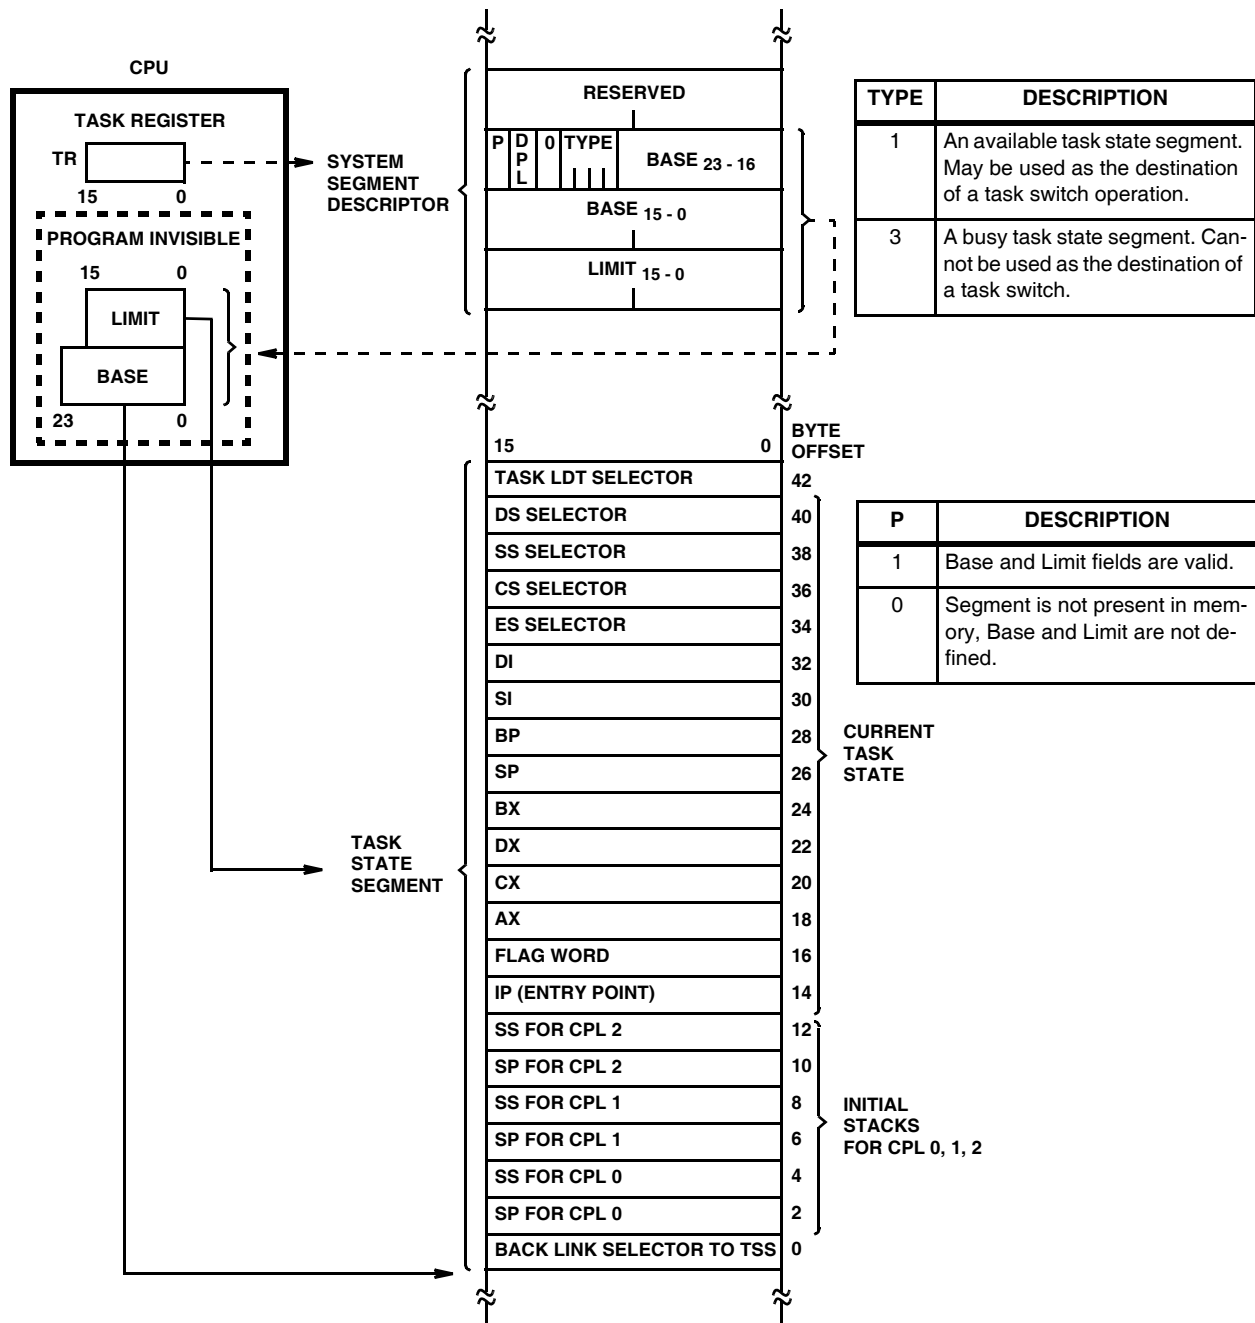 CPU
TASK REGISTER
TR
15 0
PROGRAM INVISIBLE
15 0
LIMIT
BASE
23 0
SYSTEM
SEGMENT
DESCRIPTOR
RESERVED
P DPL 0 TYPE BASE 23 - 16
BASE 15 - 0
LIMIT 15 - 0
TYPE DESCRIPTION
1 An available task state segment.
May be used as the destination
of a task switch operation.
3 A busy task state segment. Can-
not be used as the destination of
a task switch.
15 0 BYTE
OFFSET
TASK LDT SELECTOR 42
DS SELECTOR 40
SS SELECTOR 38
CS SELECTOR 36
ES SELECTOR 34
DI 32
SI 30
BP 28
SP 26
BX 24
DX 22
CX 20
AX 18
FLAG WORD 16
IP (ENTRY POINT) 14
SS FOR CPL 2 12
SP FOR CPL 2 10
SS FOR CPL 1 8
SP FOR CPL 1 6
SS FOR CPL 0 4
SP FOR CPL 0 2
BACK LINK SELECTOR TO TSS 0
TASK
STATE
SEGMENT
P DESCRIPTION
1 Base and Limit fields are valid.
0 Segment is not present in mem-
ory, Base and Limit are not de-
fined.
CURRENT
TASK
STATE
INITIAL
STACKS
FOR CPL 0, 1, 2